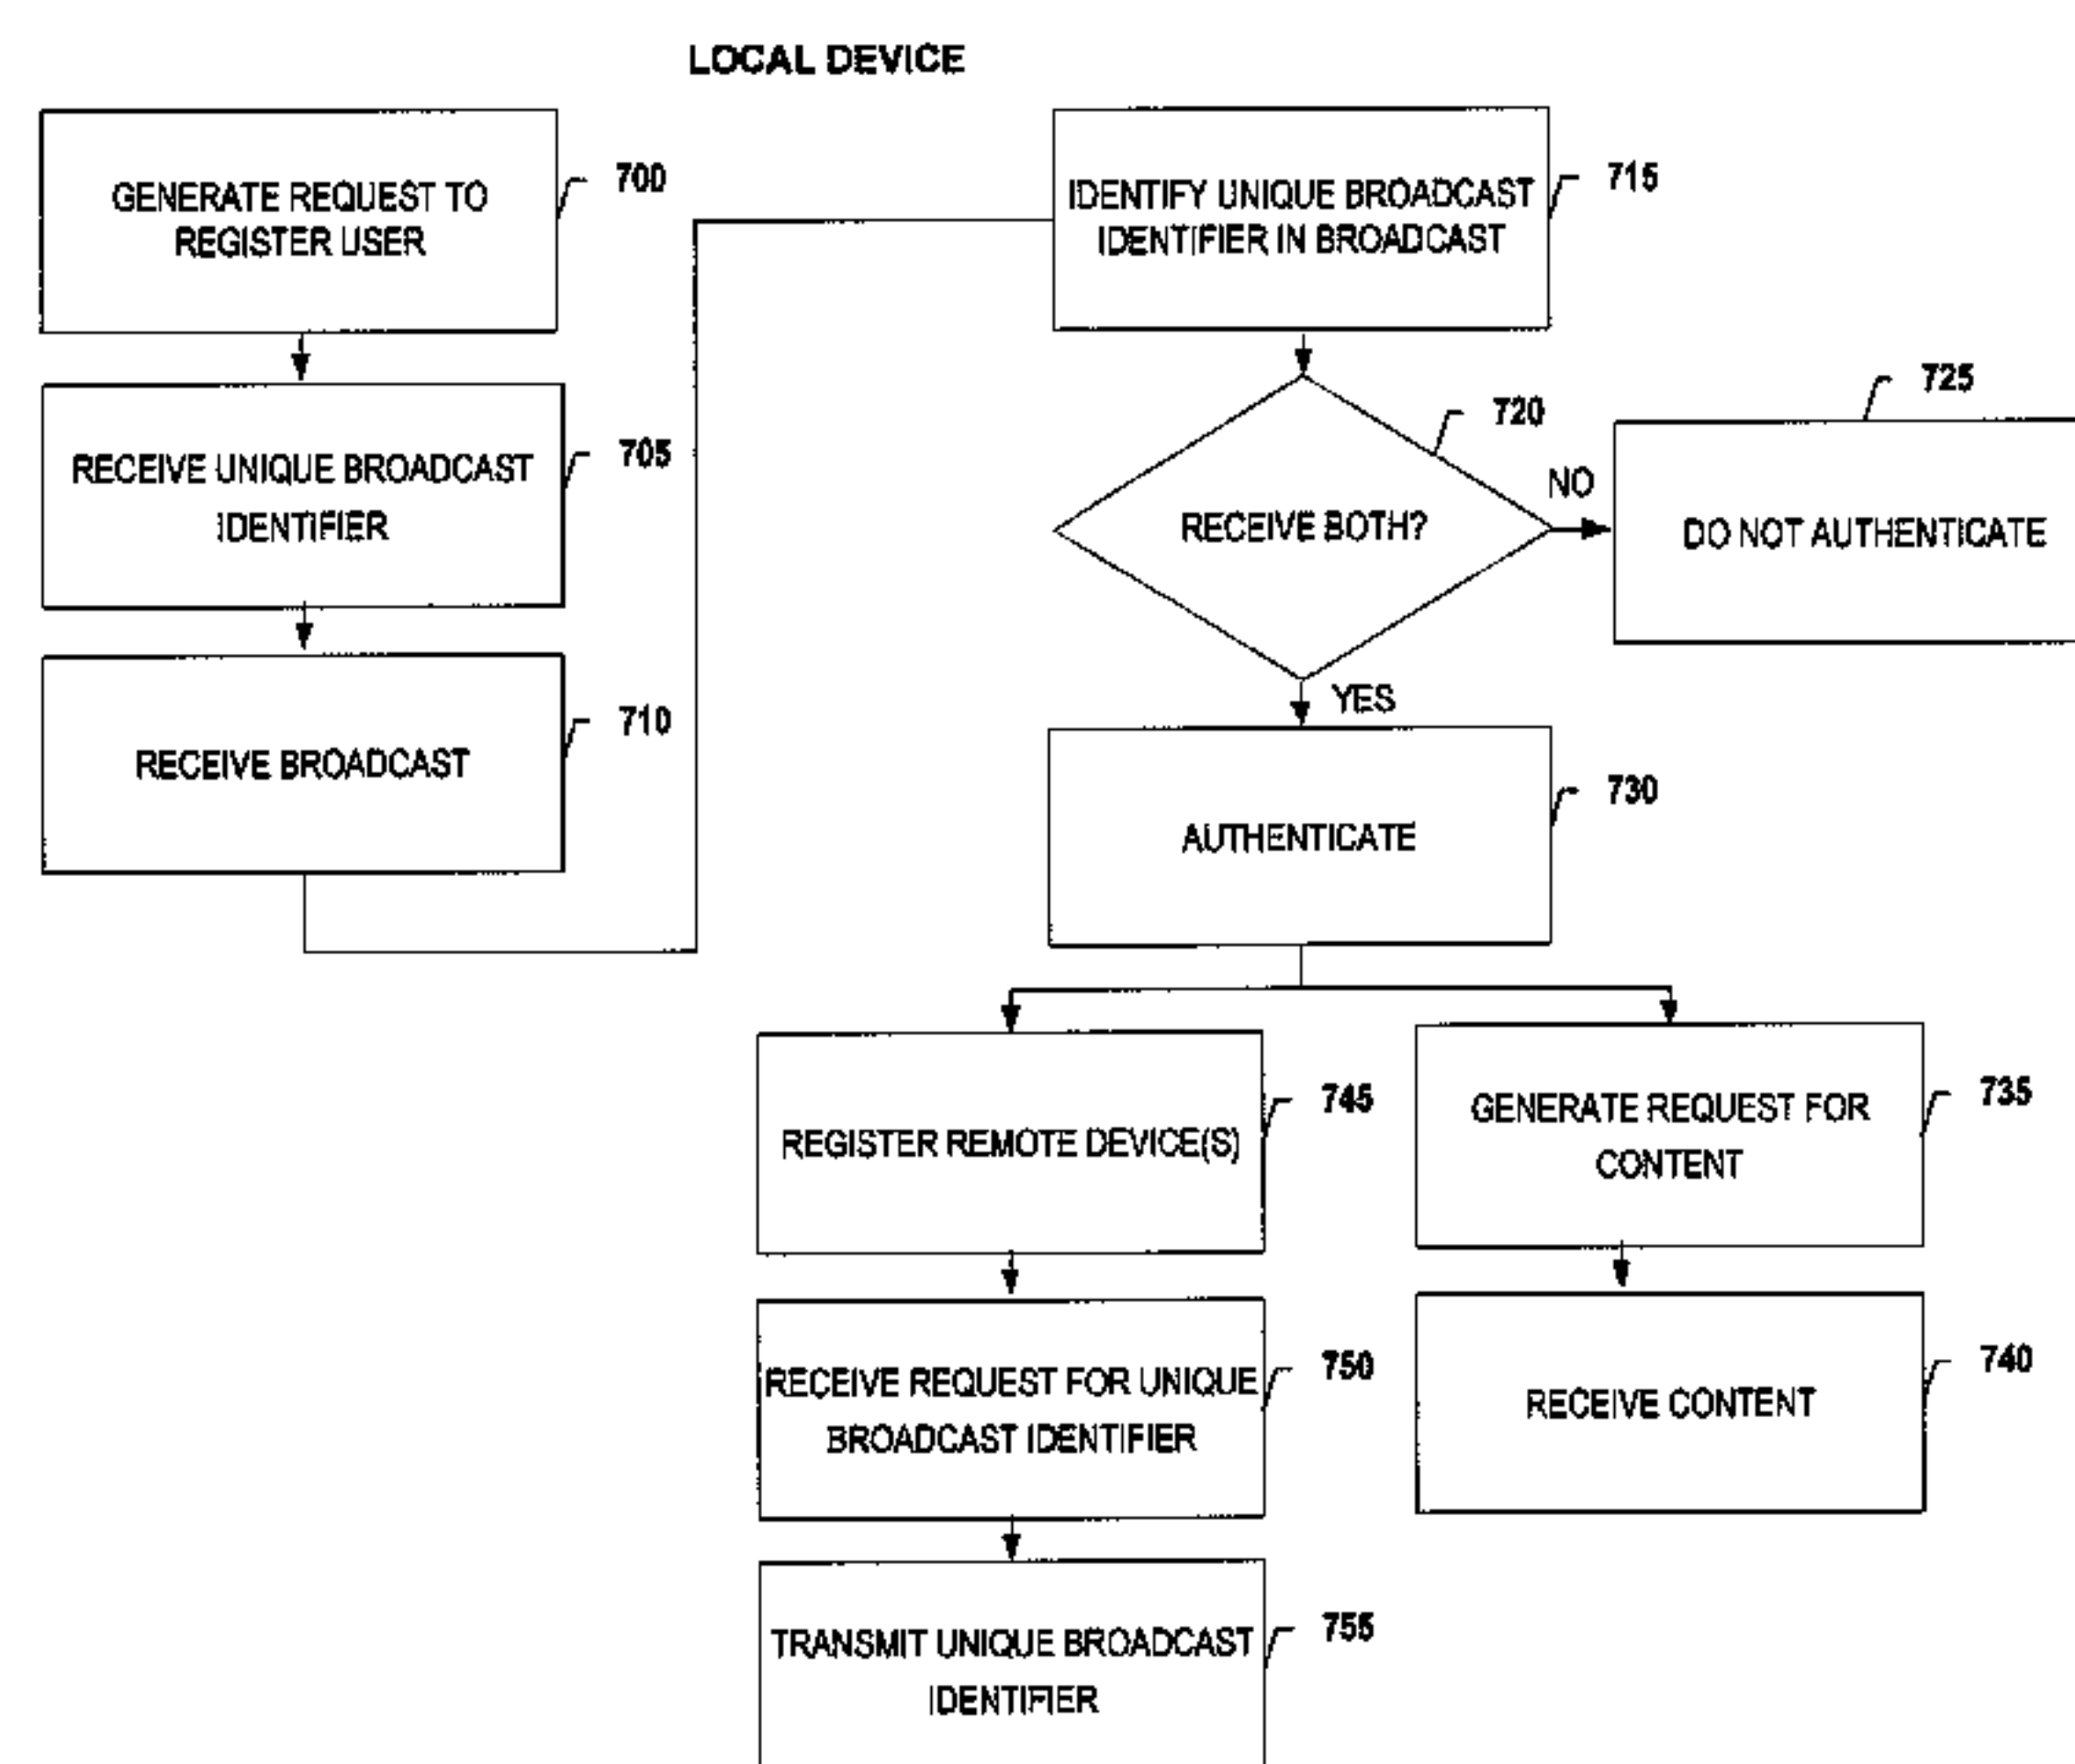 LOCAL DEVICE
GENERATE REQUEST TO
REGISTER USER
700
RECEIVE UNIQUE BROADCAST
IDENTIFIER
705
RECEIVE BROADCAST
710
IDENTIFY UNIQUE BROADCAST
IDENTIFIER IN BROADCAST
715
RECEIVE BOTH?
720
NO
725
DO NOT AUTHENTICATE
YES
AUTHENTICATE
730
REGISTER REMOTE DEVICE(S)
745
GENERATE REQUEST FOR
CONTENT
735
RECEIVE REQUEST FOR UNIQUE
BROADCAST IDENTIFIER
750
RECEIVE CONTENT
740
TRANSMIT UNIQUE BROADCAST
IDENTIFIER
755